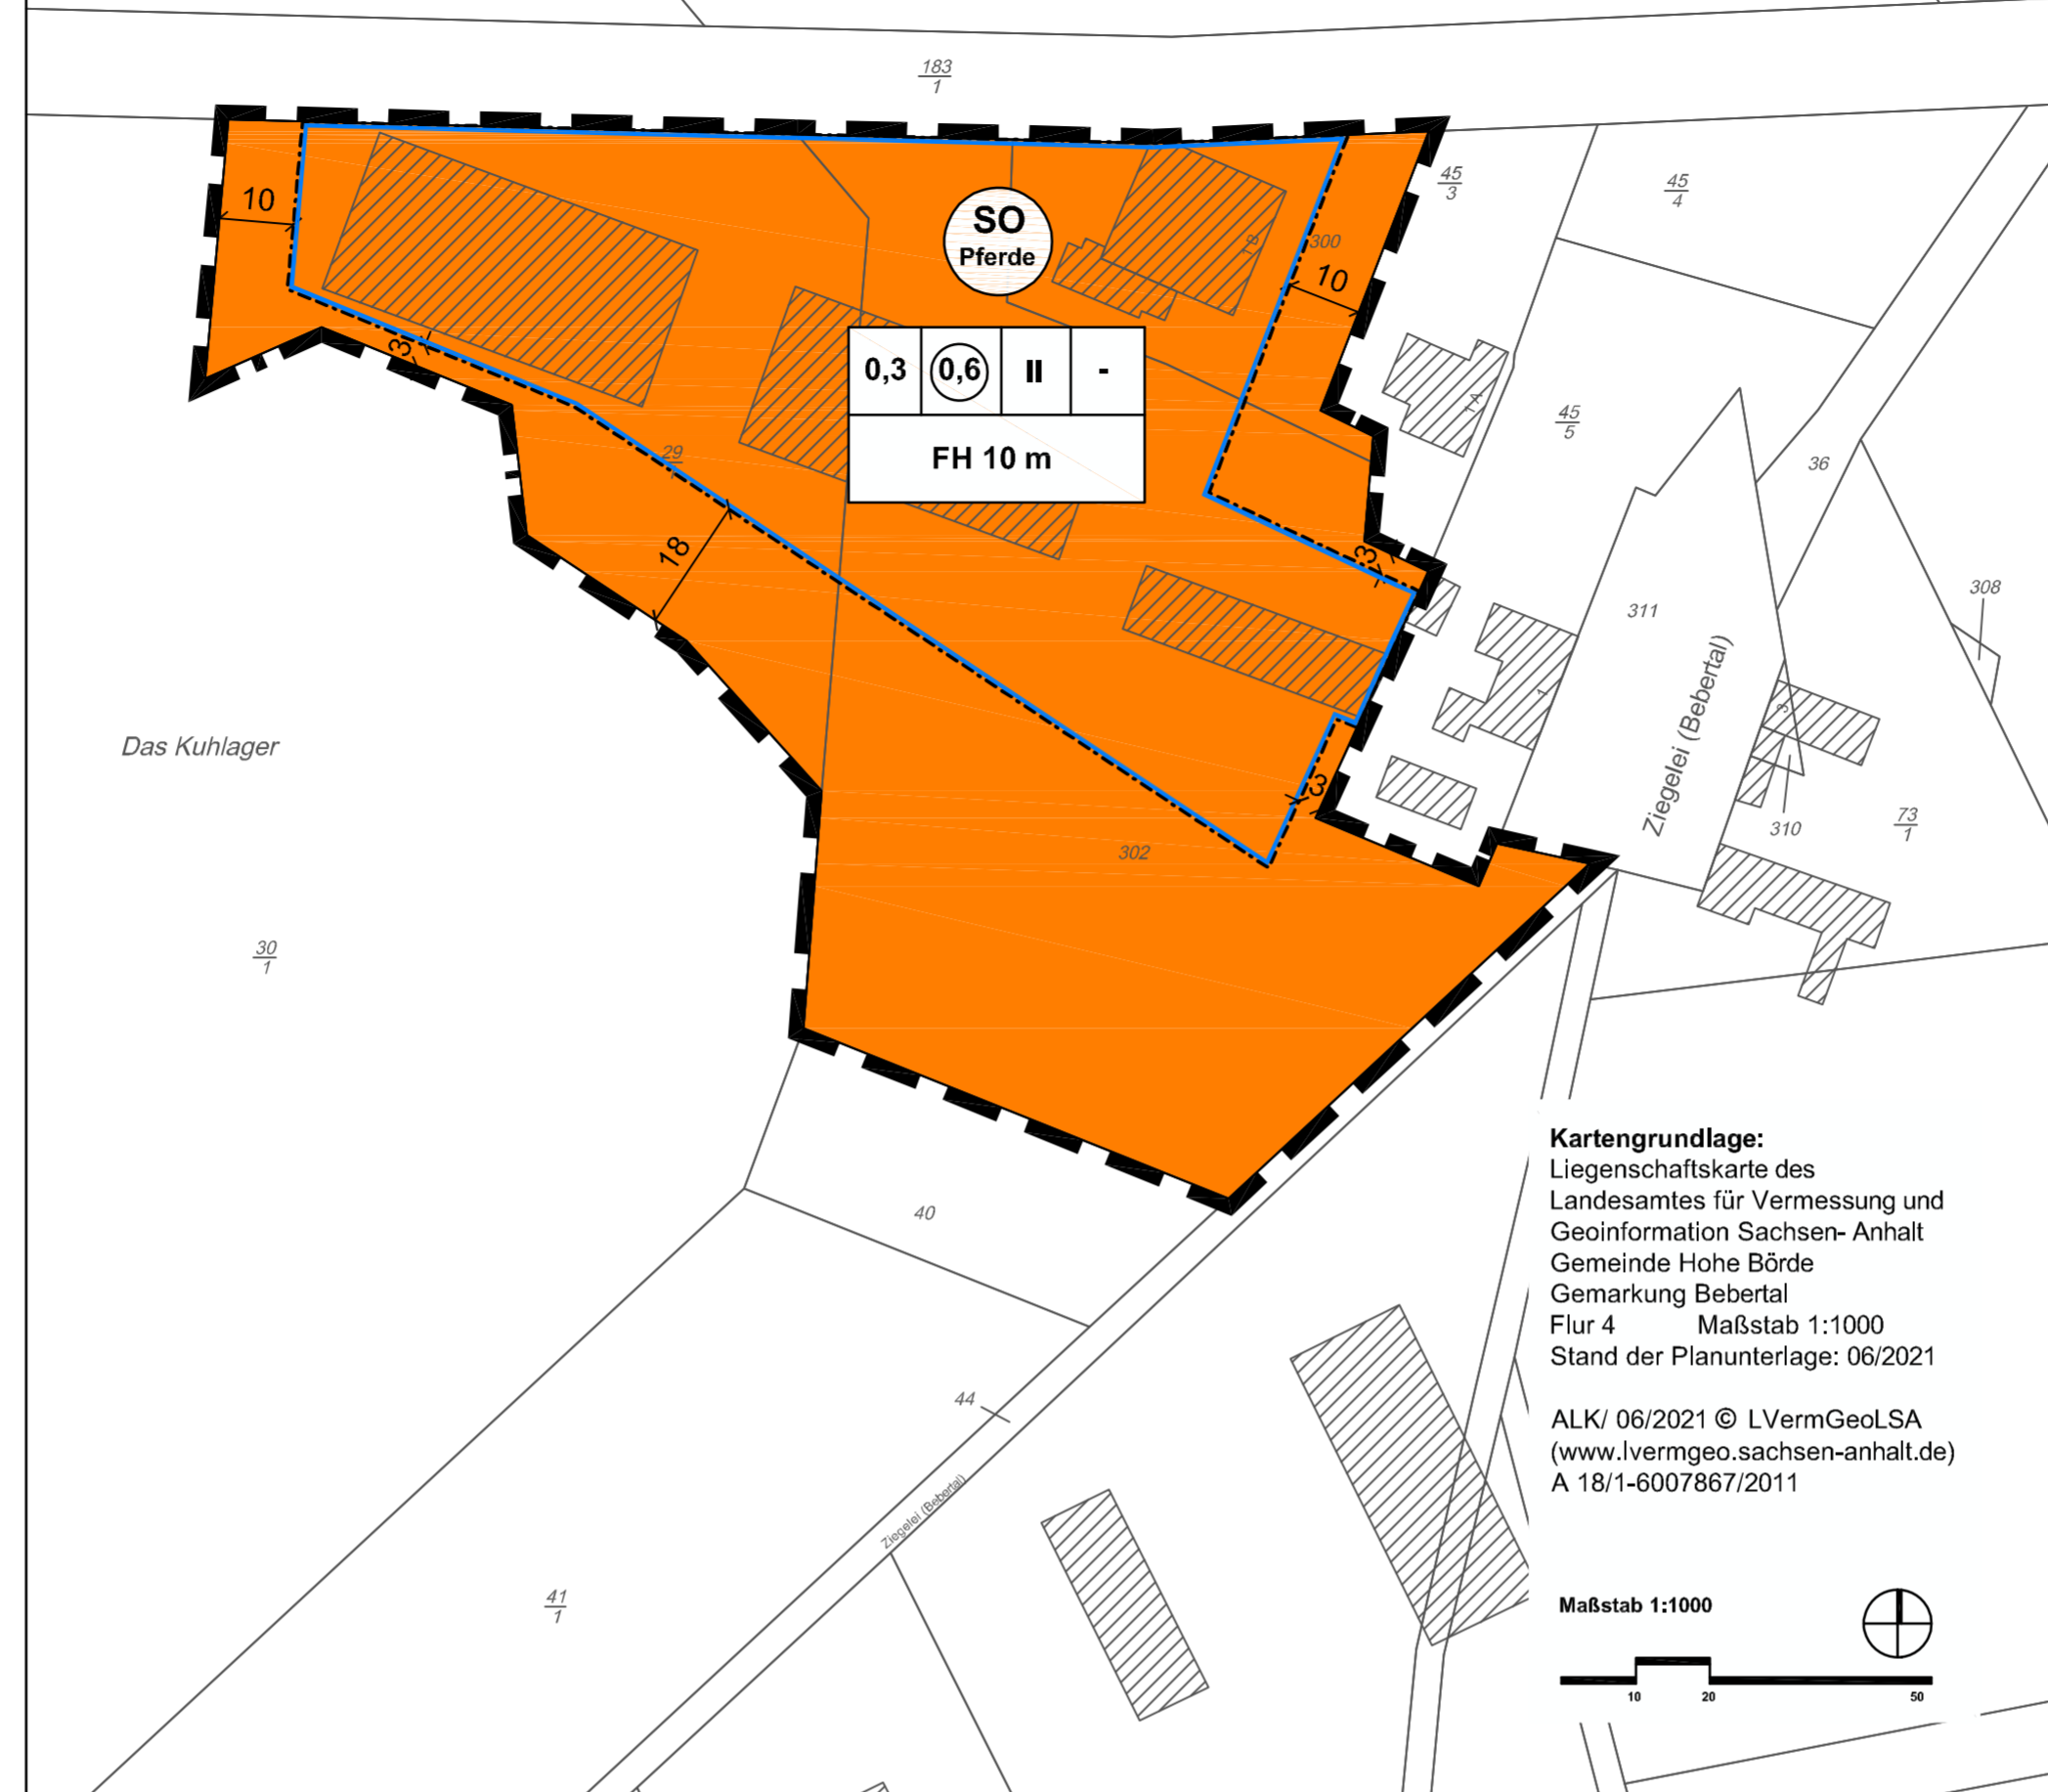 183
1
45
3
45
4
10
SO
Pferde
18
300
10
3
0,3 0,6 II -
FH 10 m
1A
45
5
36
29
18
3
311
308
Ziegelei (Bebertal)
1
3
Das Kuhlager
3
310
73
1
302
30
1
40
44
Ziegelei (Bebertal)
41
1
Kartengrundlage:
Liegenschaftskarte des
Landesamtes für Vermessung und
Geoinformation Sachsen- Anhalt
Gemeinde Hohe Börde
Gemarkung Bebertal
Flur 4 Maßstab 1:1000
Stand der Planunterlage: 06/2021
ALK/ 06/2021 © LVermGeoLSA
(www.lvermgeo.sachsen-anhalt.de)
A 18/1-6007867/2011
Maßstab 1:1000
10 20 50